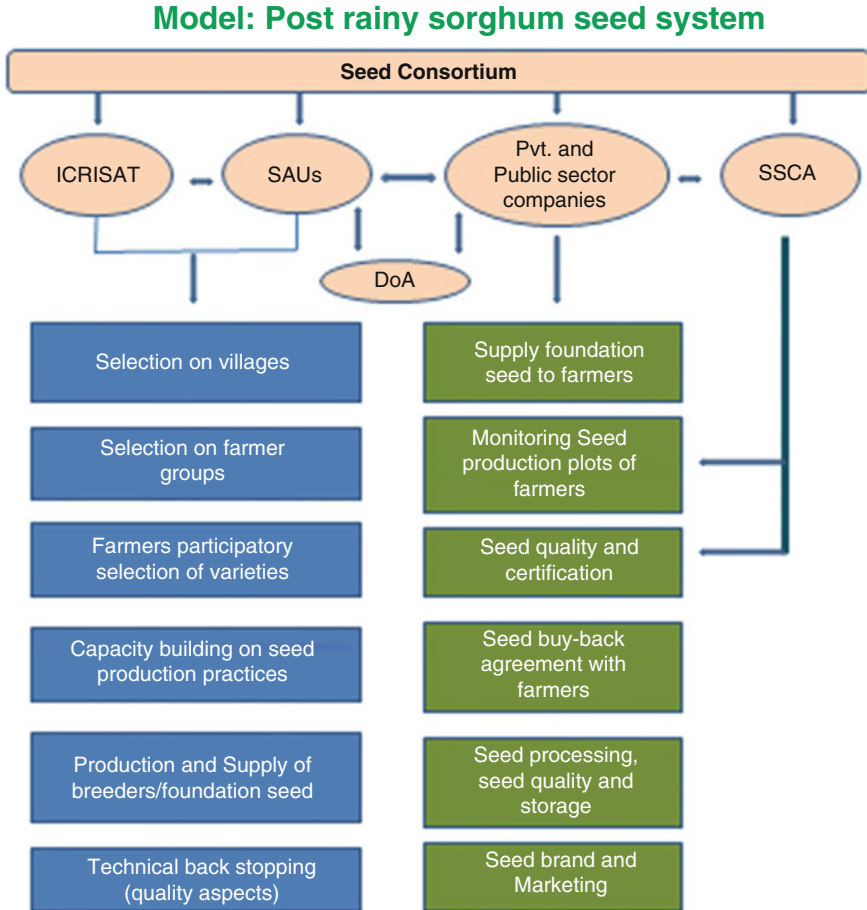 Model: Post rainy sorghum seed system
Seed Consortium
ICRISAT
SAUs
Pvt. and
Public sector
companies
SSCA
DoA
Selection on villages
Selection on farmer
groups
Farmers participatory
selection of varieties
Capacity building on seed
production practices
Production and Supply of
breeders/foundation seed
Technical back stopping
(quality aspects)
Supply foundation
seed to farmers
Monitoring Seed
production plots of
farmers
Seed quality and
certification
Seed buy-back
agreement with
farmers
Seed processing,
seed quality and
storage
Seed brand and
Marketing